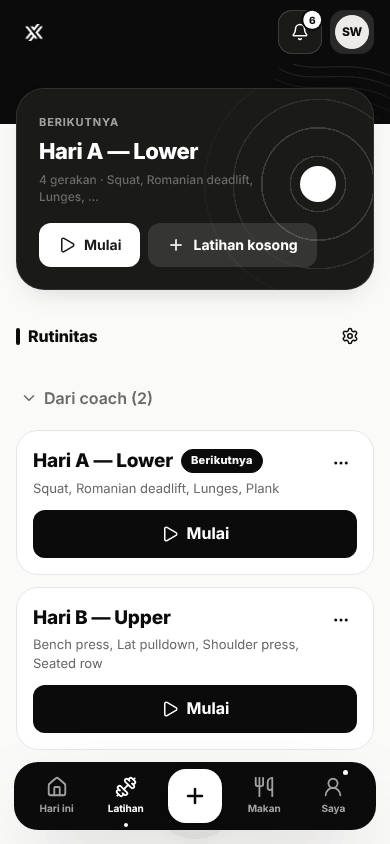 6
SW
BERIKUTNYA
Hari A — Lower
4 gerakan · Squat, Romanian deadlift,
Lunges, ...
Mulai
Latihan kosong
Rutinitas
Dari coach (2)
Hari A — Lower Berikutnya
Squat, Romanian deadlift, Lunges, Plank
Mulai
Hari B — Upper
Bench press, Lat pulldown, Shoulder press,
Seated row
Mulai
Hari ini
Latihan
Makan
Saya